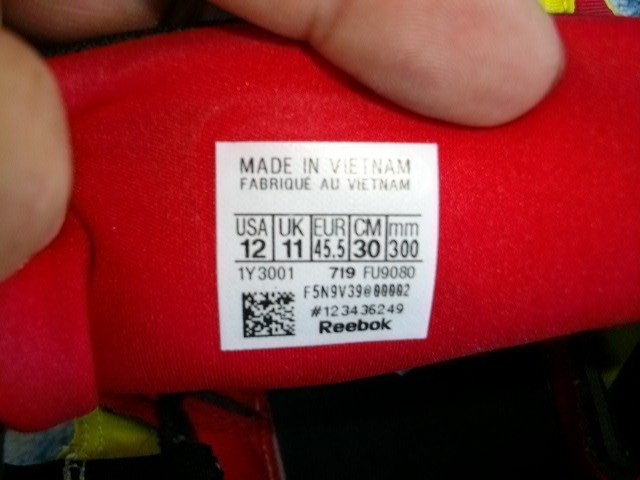 MADE IN VIETNAM
FABRIQUÉ AU VIETNAM
USA UK EUR CM mm
12 11 45.5 30 300
1Y3001 719 FU9080
F5N9V39@00002
#123436249
Reebok